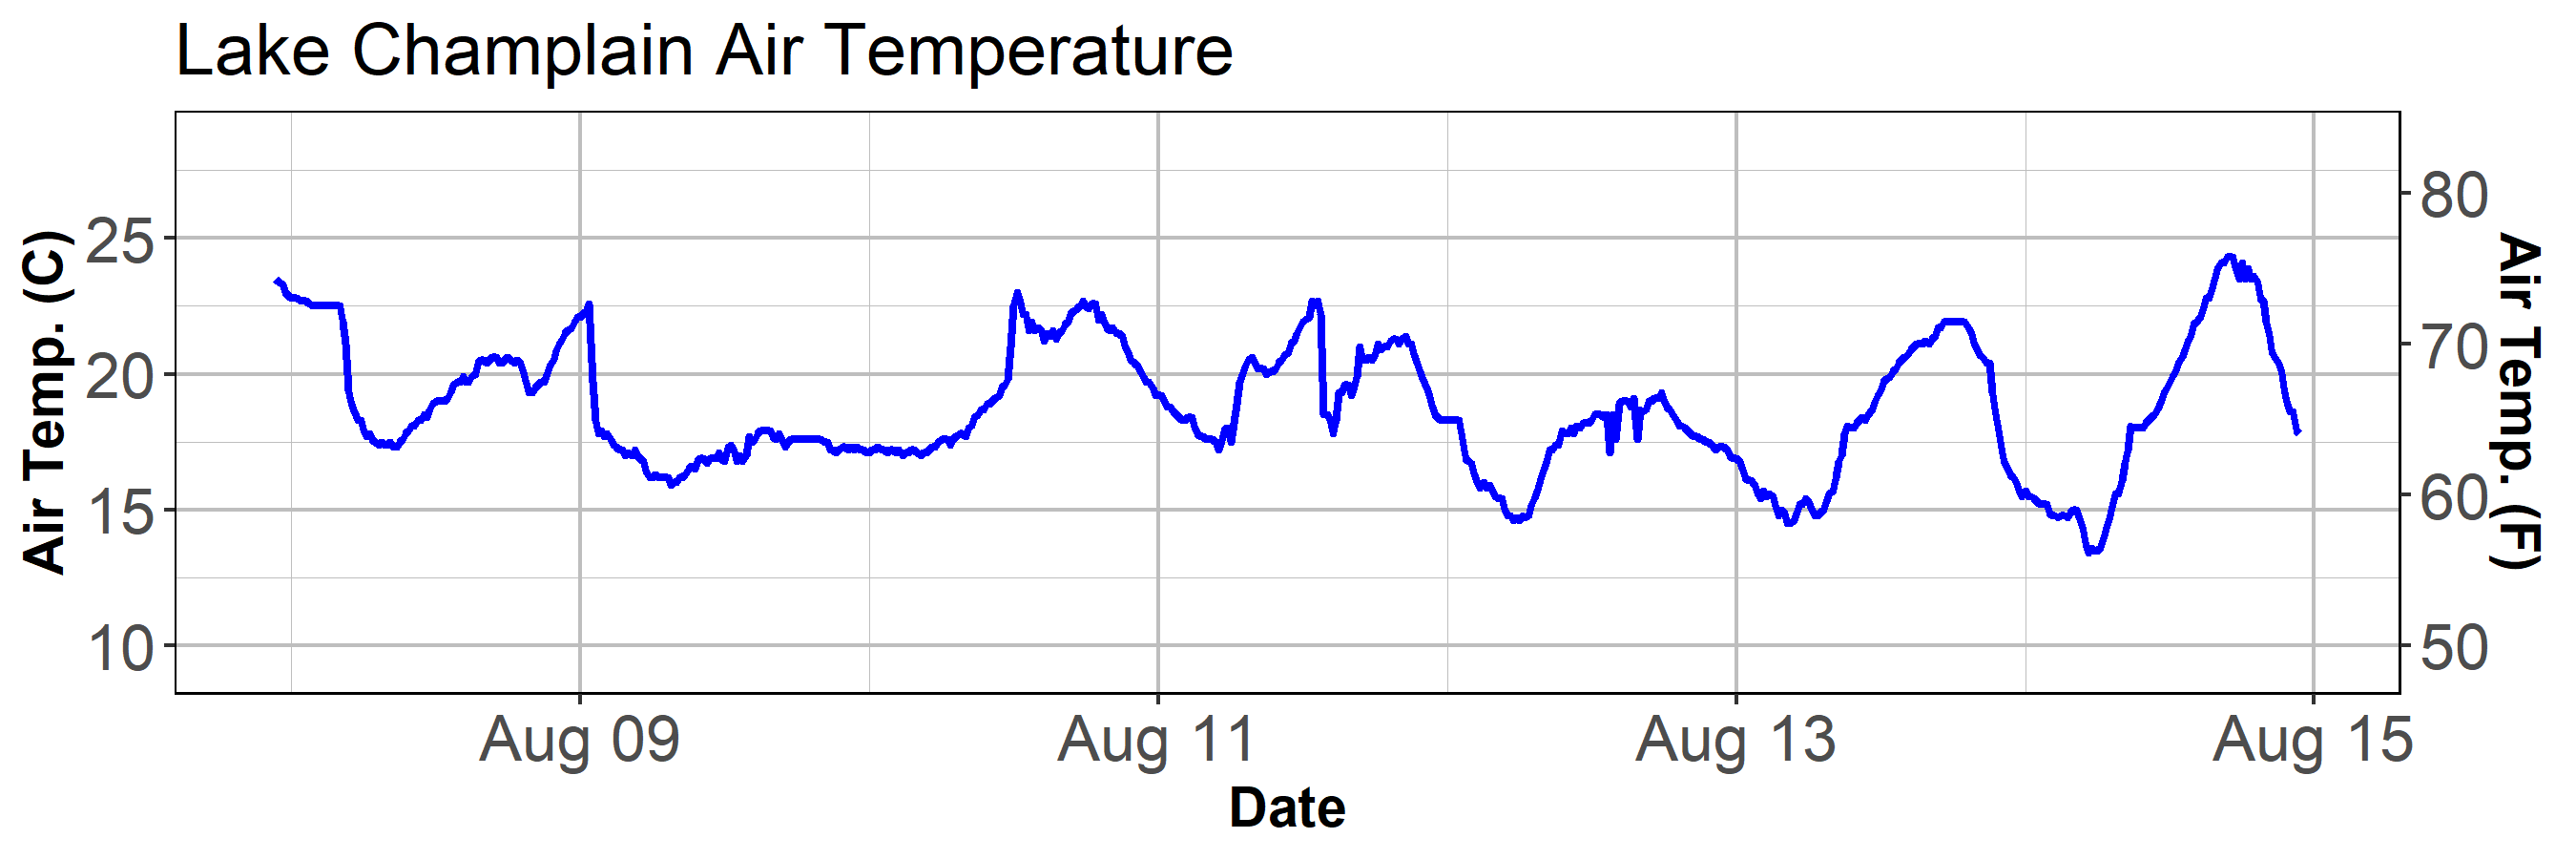 Lake Champlain Air Temperature
Air Temp. (C)
25
20
15
10
80
70
60
50
Air Temp. (F)
Aug 09
Aug 11
Aug 13
Aug 15
Date